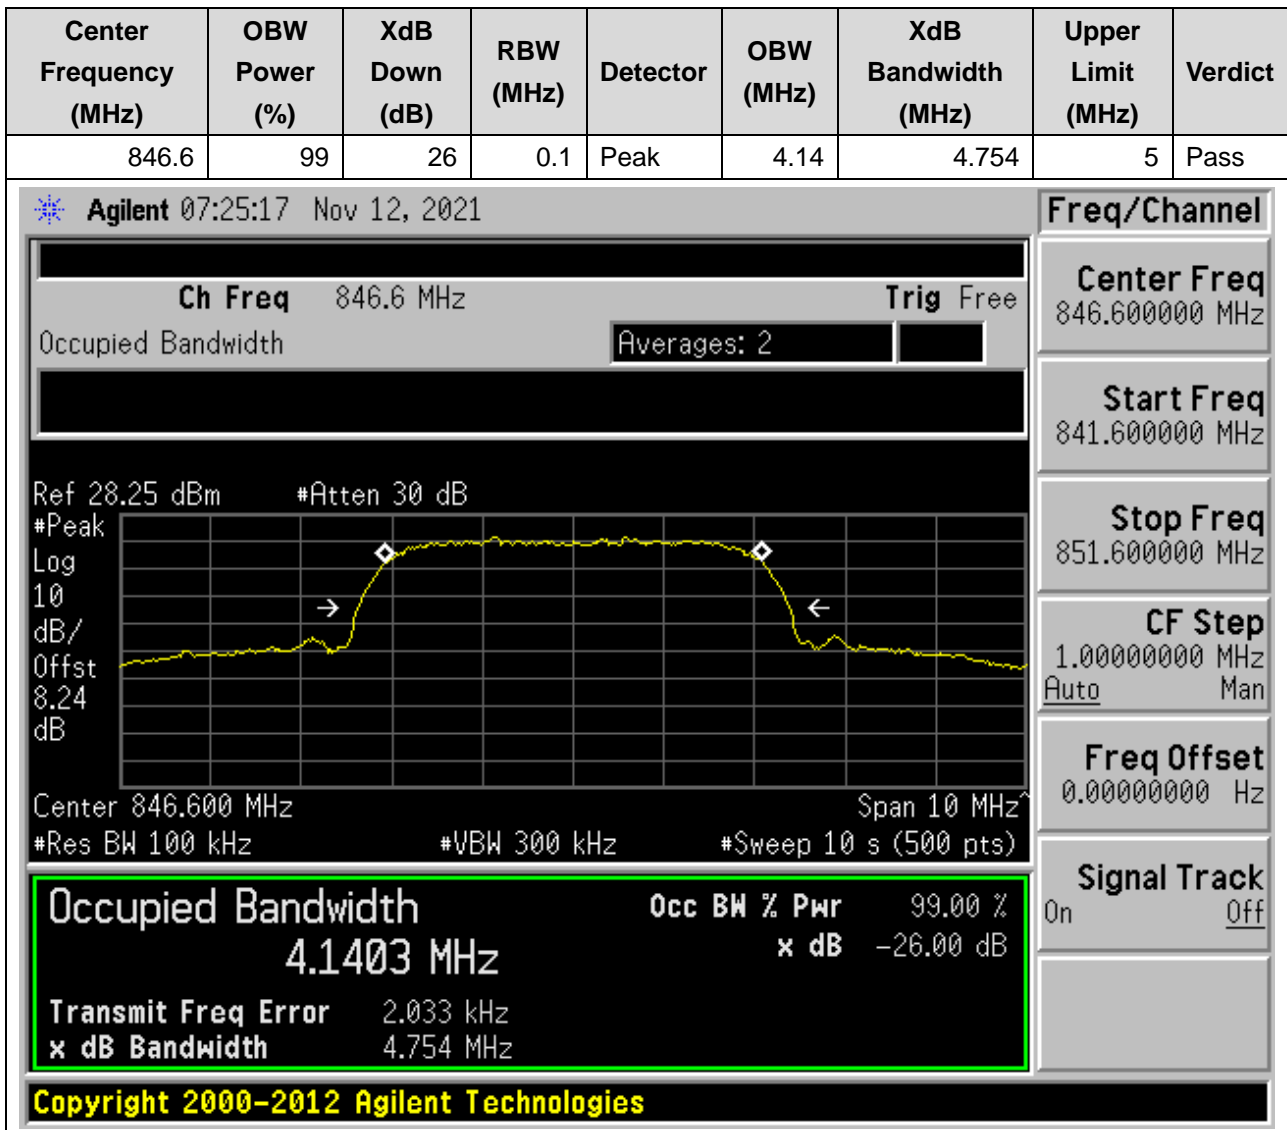 Center Frequency (MHz) OBW Power (%) XdB Down (dB) RBW (MHz) Detector OBW (MHz) XdB Bandwidth (MHz) Upper Limit (MHz) Verdict
846.6 99 26 0.1 Peak 4.14 4.754 5 Pass
Agilent 07:25:17 Nov 12, 2021
Freq/Channel
Ch Freq 846.6 MHz Trig Free
Occupied Bandwidth Averages: 2
Center Freq
846.600000 MHz
Start Freq
841.600000 MHz
Stop Freq
851.600000 MHz
CF Step
1.00000000 MHz
Auto Man
Freq Offset
0.00000000 Hz
Signal Track
On Off
Ref 28.25 dBm #Atten 30 dB
#Peak
Log
10
dB/
Offst
8.24
dB
Center 846.600 MHz Span 10 MHz^
#Res BW 100 kHz #VBW 300 kHz #Sweep 10 s (500 pts)
Occupied Bandwidth Occ BW % Pwr 99.00 %
4.1403 MHz x dB -26.00 dB
Transmit Freq Error 2.033 kHz
x dB Bandwidth 4.754 MHz
Copyright 2000-2012 Agilent Technologies